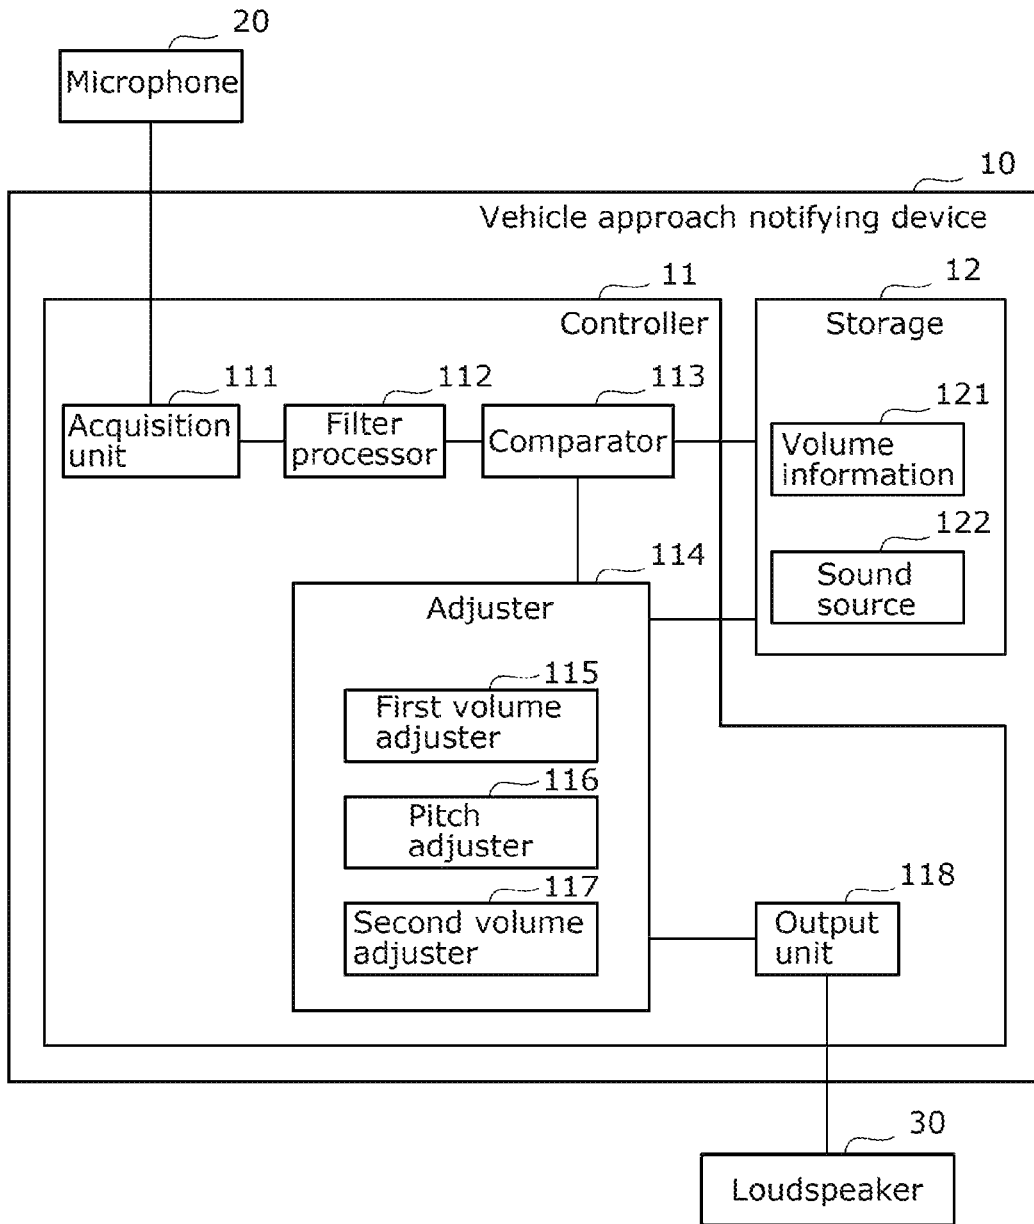 20
Microphone
10
Vehicle approach notifying device
11
Controller
12
Storage
111
Acquisition
unit
112
Filter
processor
113
Comparator
121
Volume
information
122
Sound
source
114
Adjuster
115
First volume
adjuster
116
Pitch
adjuster
117
Second volume
adjuster
118
Output
unit
30
Loudspeaker